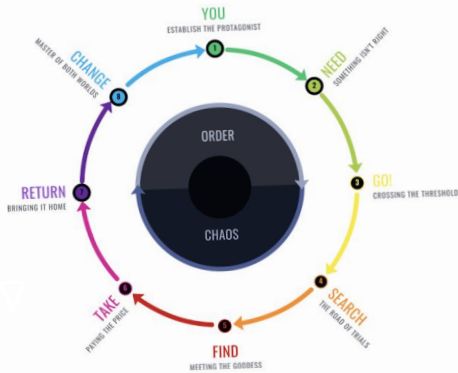 YOU
ESTABLISH THE PROTAGONIST
1
NEED
SOMETHING ISN'T RIGHT
2
GO!
CROSSING THE THRESHOLD
3
SEARCH
THE ROAD OF TRIALS
4
FIND
MEETING THE GODDESS
5
TAKE
PAYING THE PRICE
6
RETURN
BRINGING IT HOME
7
CHANGE
MASTER OF BOTH WORLDS
8
ORDER
CHAOS